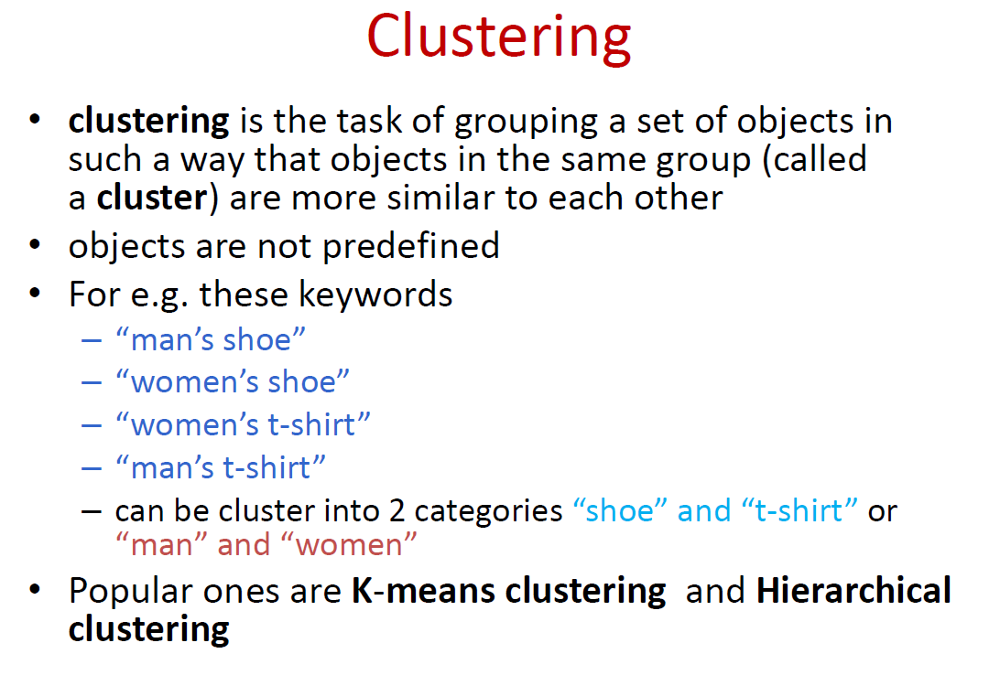 Clustering
• clustering is the task of grouping a set of objects in
such a way that objects in the same group (called
a cluster) are more similar to each other
• objects are not predefined
• For e.g. these keywords
– “man’s shoe”
– “women’s shoe”
– “women’s t-shirt”
– “man’s t-shirt”
– can be cluster into 2 categories “shoe” and “t-shirt” or
“man” and “women”
• Popular ones are K-means clustering and Hierarchical
clustering